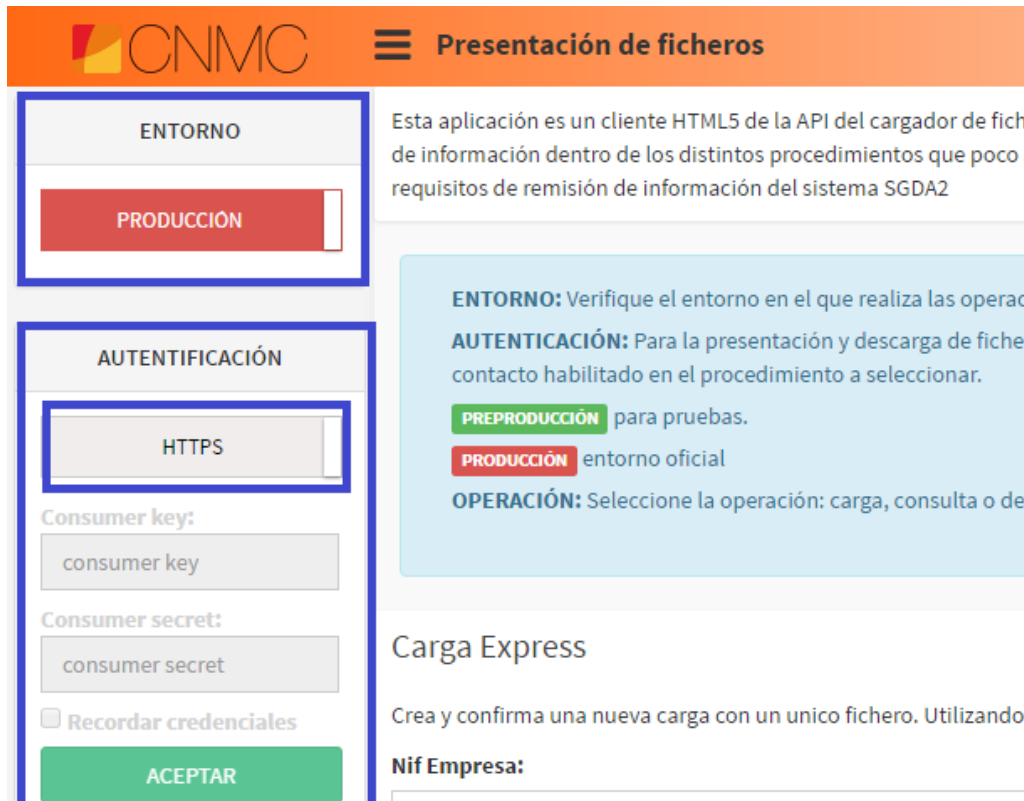 CNMC
Presentación de ficheros
ENTORNO
PRODUCCIÓN
AUTENTIFICACIÓN
HTTPS
Consumer key:
consumer key
Consumer secret:
consumer secret
Recordar credenciales
ACEPTAR
Esta aplicación es un cliente HTML5 de la API del cargador de
de información dentro de los distintos procedimientos que poco
requisitos de remisión de información del sistema SGDA2
ENTORNO: Verifique el entorno en el que realiza las
AUTENTICACIÓN: Para la presentación y descarga de
contacto habilitado en el procedimiento a seleccionar.
PREPRODUCCIÓN para pruebas.
PRODUCCIÓN entorno oficial
OPERACIÓN: Seleccione la operación: carga, consulta o
Carga Express
Crea y confirma una nueva carga con un unico fichero. Utilizando
Nif Empresa: